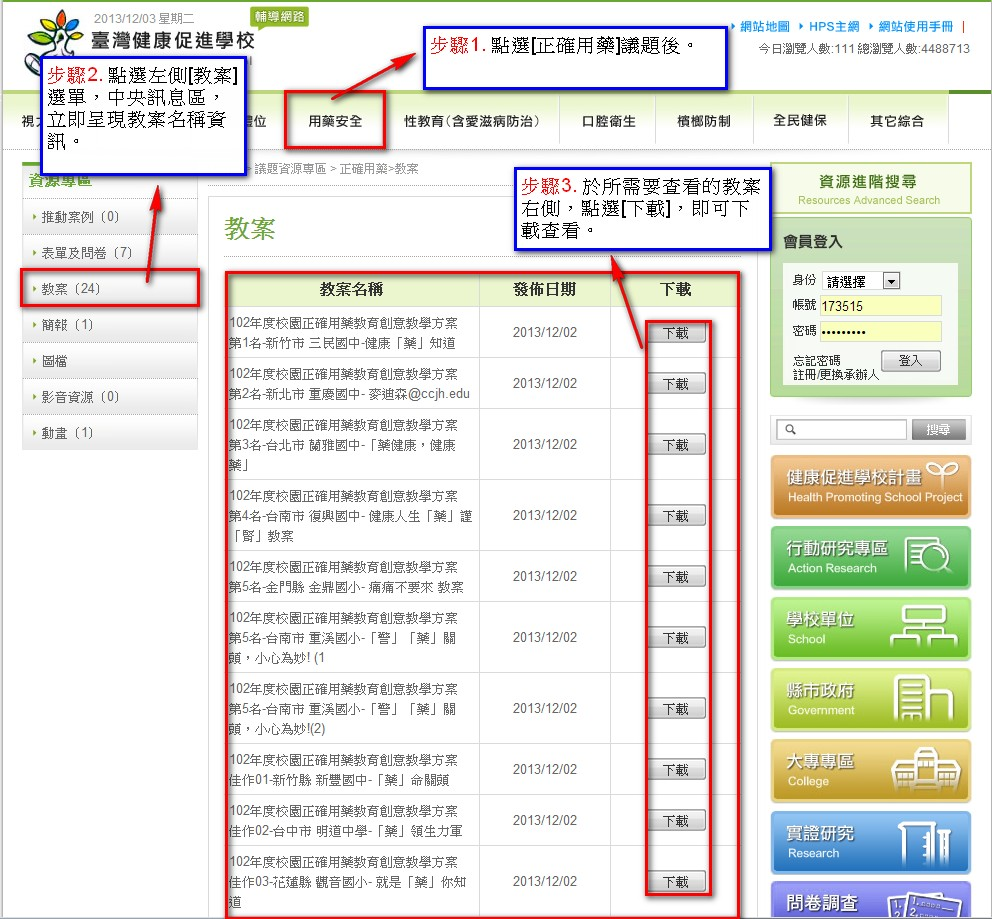 2013/12/03 星期二
輔導網路
臺灣健康促進學校
網站地圖
HPS主網
網站使用手冊
|
今日瀏覽人數:111 總瀏覽人數:4488713
步驟1. 點選[正確用藥]議題後。
步驟2. 點選左側[教案]
選單，中央訊息區，
立即呈現教案名稱資
訊。
用藥安全
性教育(含愛滋病防治)
口腔衛生
檳榔防制
全民健保
其它綜合
議題資源專區 > 正確用藥>教案
資源專區
推動案例 (0)
表單及問卷 (7)
教案 (24)
簡報 (1)
圖檔
影音資源 (0)
動畫 (1)
教案
步驟3. 於所需要查看的教案
右側，點選[下載]，即可下
載查看。
教案名稱 發佈日期 下載
102年度校園正確用藥教育創意教學方案
第1名-新竹市 三民國中-健康「藥」知道
2013/12/02
下載
102年度校園正確用藥教育創意教學方案
第2名-新北市 重慶國中- 麥迪森@ccjh.edu
2013/12/02
下載
102年度校園正確用藥教育創意教學方案
第3名-台北市 蘭雅國中-「藥健康，健康
藥」
2013/12/02
下載
102年度校園正確用藥教育創意教學方案
第4名-台南市 復興國中- 健康人生「藥」謹
「腎」教案
2013/12/02
下載
102年度校園正確用藥教育創意教學方案
第5名-金門縣 金鼎國小- 痛痛不要來 教案
2013/12/02
下載
102年度校園正確用藥教育創意教學方案
第5名-台南市 重溪國小-「警」「藥」關
頭，小心為妙! (1
2013/12/02
下載
102年度校園正確用藥教育創意教學方案
第5名-台南市 重溪國小-「警」「藥」關
頭，小心為妙!(2)
2013/12/02
下載
102年度校園正確用藥教育創意教學方案
佳作01-新竹縣 新豐國中-「藥」命關頭
2013/12/02
下載
102年度校園正確用藥教育創意教學方案
佳作02-台中市 明道中學-「藥」領生力軍
2013/12/02
下載
102年度校園正確用藥教育創意教學方案
佳作03-花蓮縣 觀音國小- 就是「藥」你知
道
2013/12/02
下載
資源進階搜尋
Resources Advanced Search
會員登入
身份 請選擇
帳號 173515
密碼 •••••••••
忘記密碼
註冊/更換承辦人
登入
搜尋
健康促進學校計畫
Health Promoting School Project
行動研究專區
Action Research
學校單位
School
縣市政府
Government
大專專區
College
實證研究
Research
問卷調查